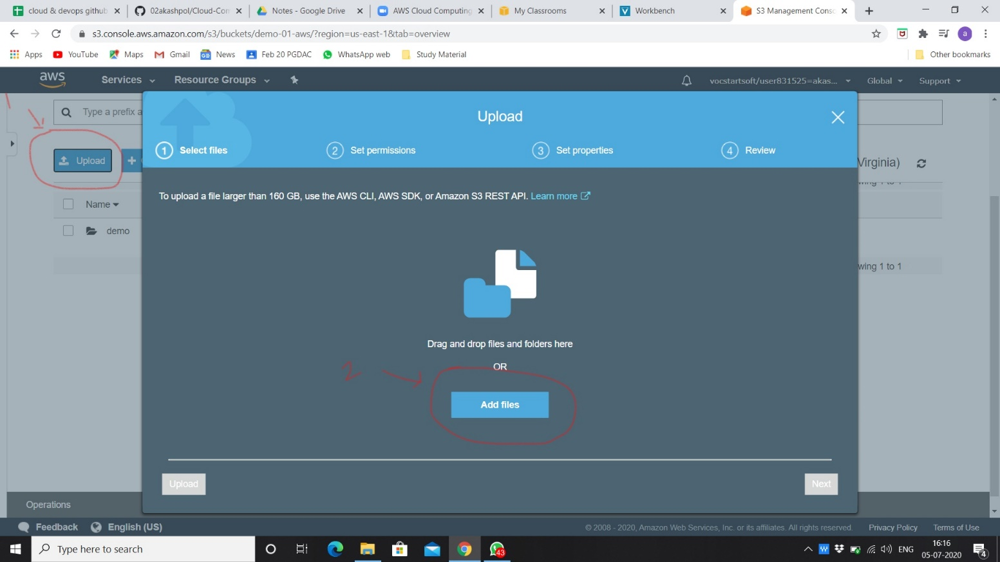 cloud & devops github
02akashpol/Cloud-Com
Notes - Google Drive
AWS Cloud Computing
My Classrooms
Workbench
S3 Management Conso
s3.console.aws.amazon.com/s3/buckets/demo-01-aws/?region=us-east-1&tab=overview
a
Apps
YouTube
Maps
Gmail
News
Feb 20 PGDAC
WhatsApp web
Study Material
Other bookmarks
aws
Services
Resource Groups
vocstartsoft/user831525=akas...
Global
Support
1
Type a prefix a
Upload
1 Select files
2 Set permissions
3 Set properties
4 Review
Upload
Virginia)
To upload a file larger than 160 GB, use the AWS CLI, AWS SDK, or Amazon S3 REST API. Learn more
Name
demo
wing 1 to 1
Drag and drop files and folders here
OR
2
Add files
Upload
Next
Operations
Feedback
English (US)
© 2008 - 2020, Amazon Web Services, Inc. or its affiliates. All rights reserved.
Privacy Policy
Terms of Use
Type here to search
43
ENG
16:16
05-07-2020
4